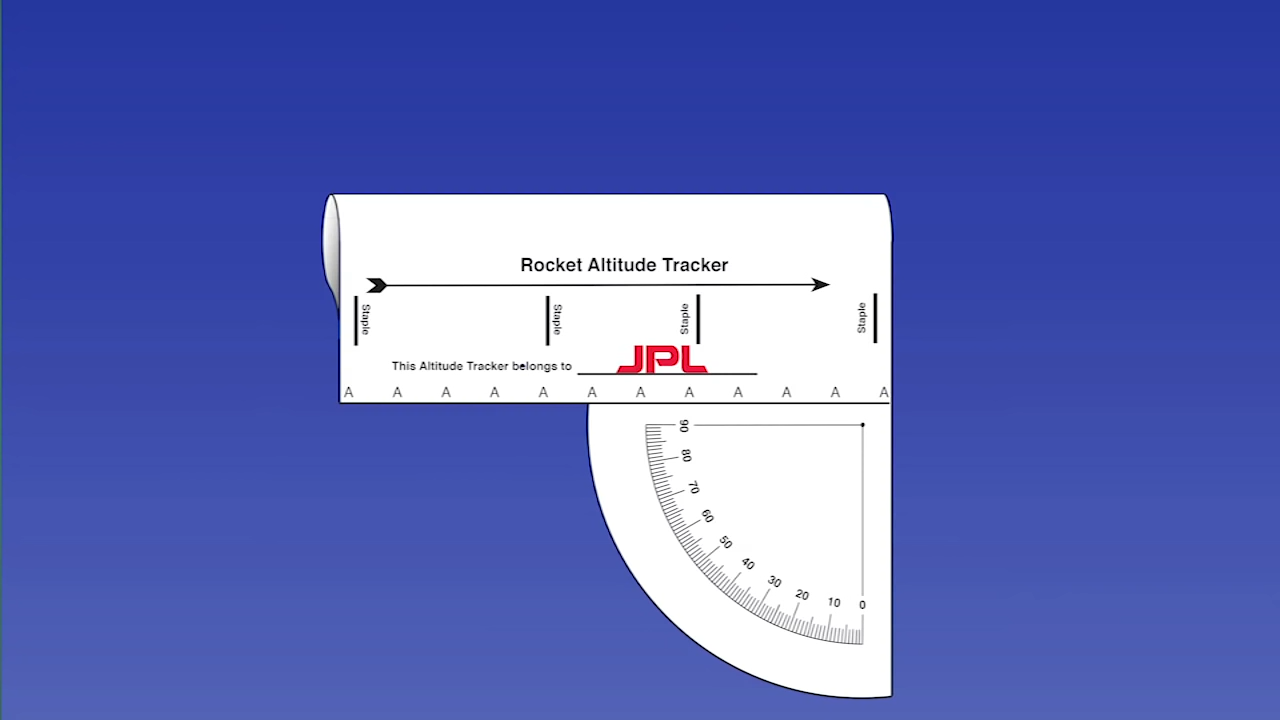 Rocket Altitude Tracker
Staple Staple Staple Staple
JPL
This Altitude Tracker belongs to
A A A A A A A A A A A A
90
80
70
60
50
40
30
20
10
0